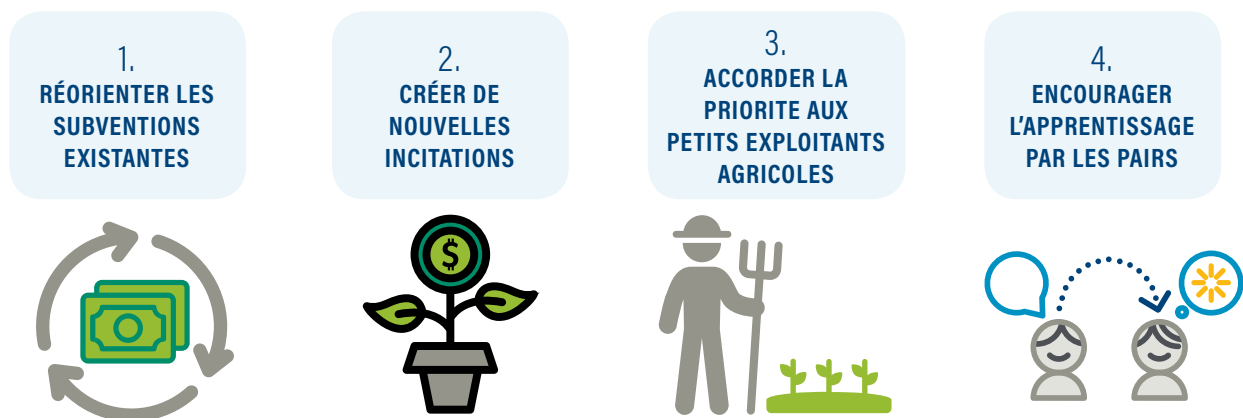 1.
RÉORIENTER LES
SUBVENTIONS
EXISTANTES
2.
CRÉER DE
NOUVELLES
INCITATIONS
3.
ACCORDER LA
PRIORITE AUX
PETITS EXPLOITANTS
AGRICOLES
4.
ENCOURAGER
L'APPRENTISSAGE
PAR LES PAIRS
$